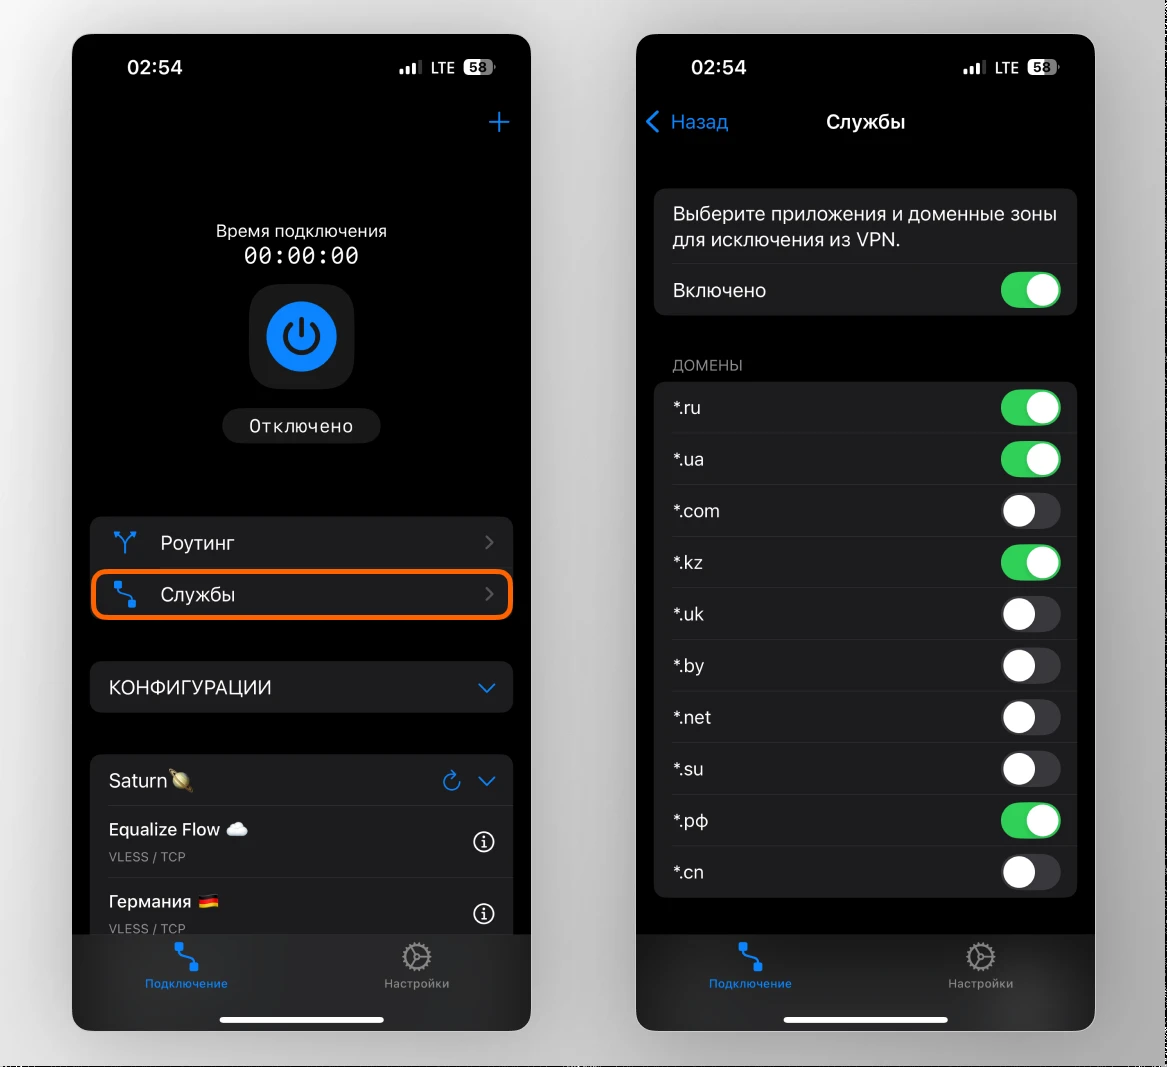 02:54
LTE
58
Время подключения
00:00:00
Отключено
Роутинг
Службы
КОНФИГУРАЦИИ
Saturn🪐
Equalize Flow ☁️
VLESS / TCP
Германия 🇩🇪
VLESS / TCP
Подключение
Настройки
02:54
LTE
58
Назад
Службы
Выберите приложения и доменные зоны
для исключения из VPN.
Включено
ДОМЕНЫ
*.ru
*.ua
*.com
*.kz
*.uk
*.by
*.net
*.su
*.рф
*.cn
Подключение
Настройки